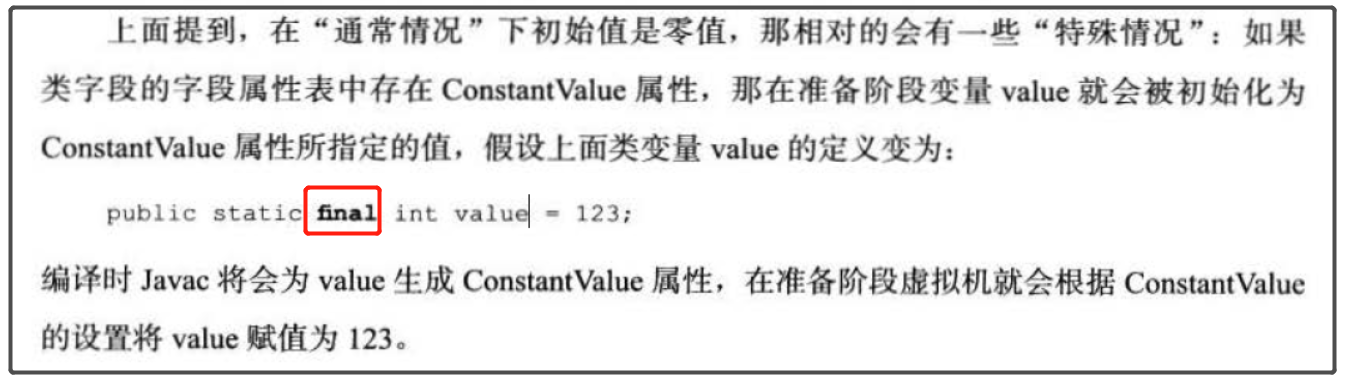 上面提到，在“通常情况”下初始值是零值，那相对的会有一些“特殊情况”：如果
类字段的字段属性表中存在 ConstantValue 属性，那在准备阶段变量 value 就会被初始化为
ConstantValue 属性所指定的值，假设上面类变量 value 的定义变为：
public static final int value = 123;
编译时 Javac 将会为 value 生成 ConstantValue 属性，在准备阶段虚拟机就会根据 ConstantValue
的设置将 value 赋值为 123。